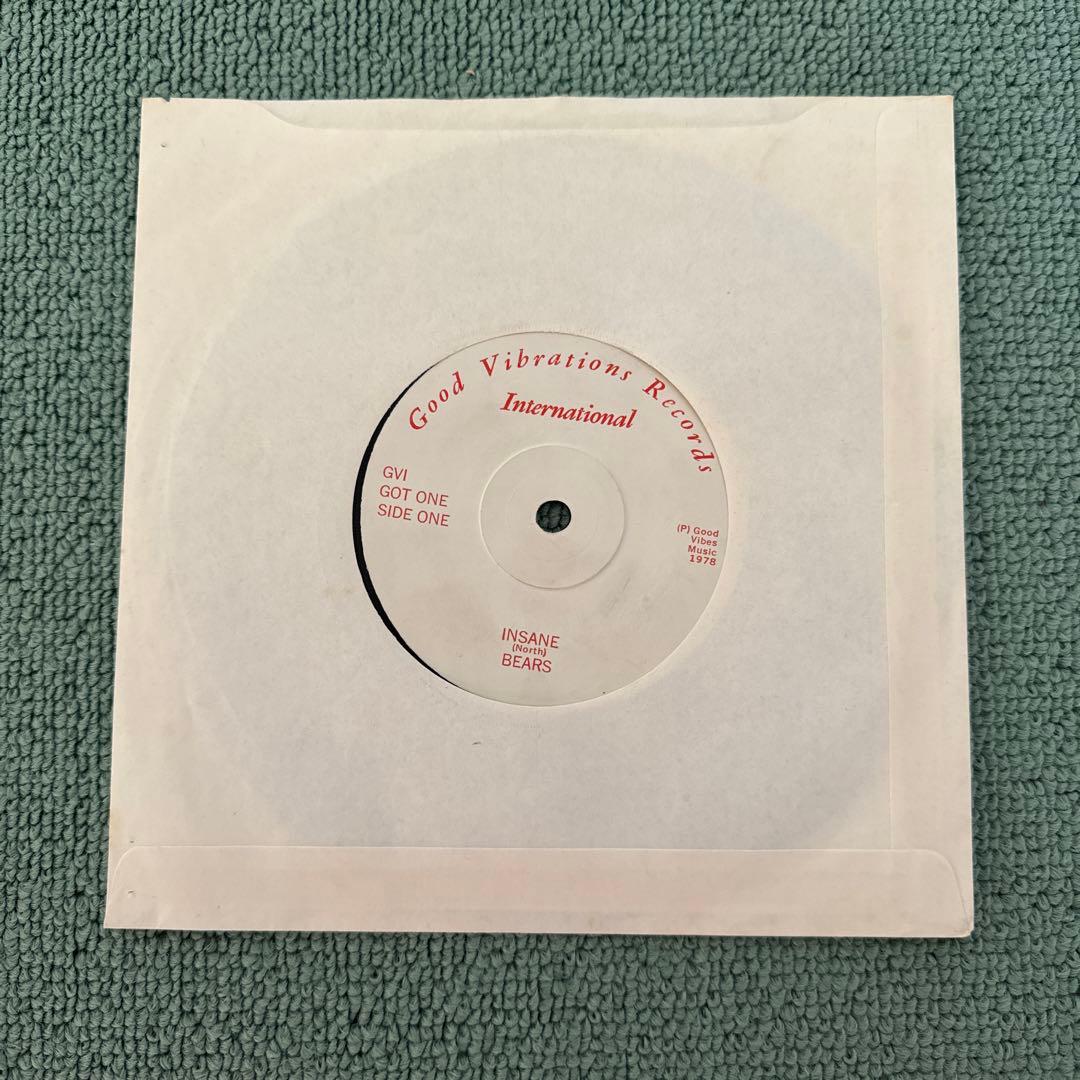 Good Vibrations Records
International
GVI
GOT ONE
SIDE ONE
(P) Good
Vibes
Music
1978
INSANE
(North)
BEARS